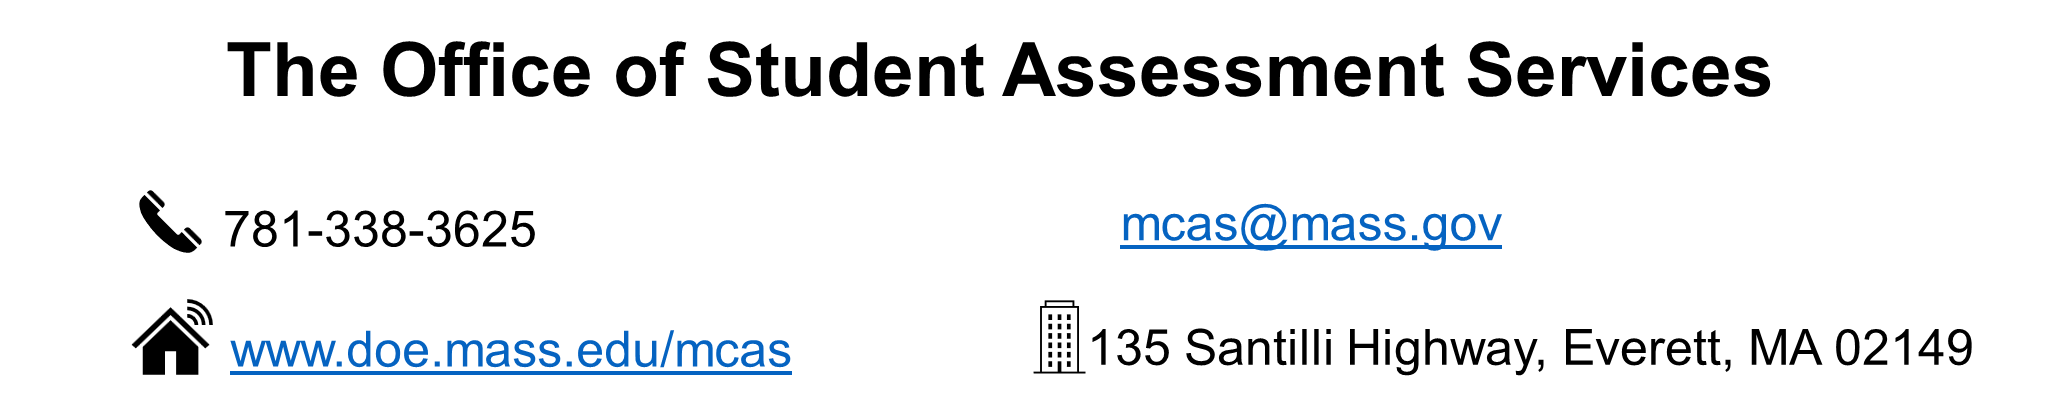 The Office of Student Assessment Services
781-338-3625
mcas@mass.gov
www.doe.mass.edu/mcas
135 Santilli Highway, Everett, MA 02149